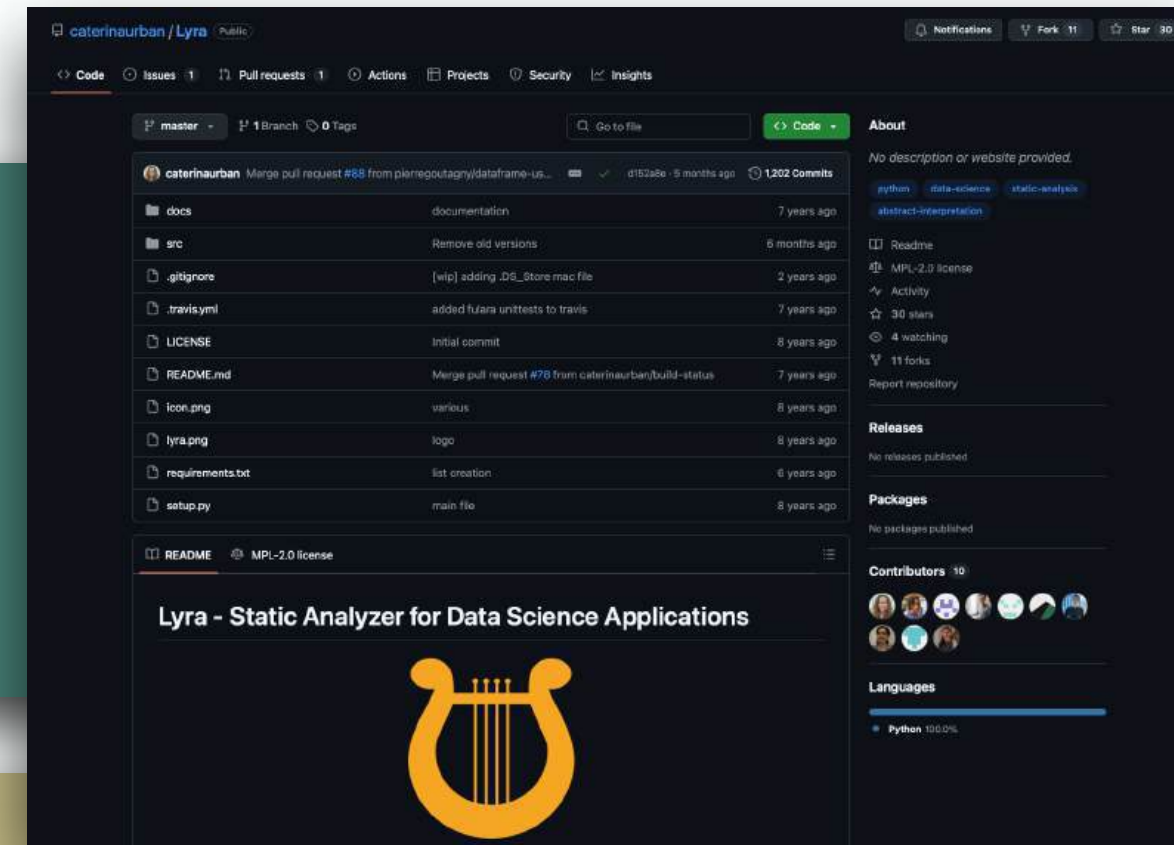 caterinaurban / Lyra Public
Notifications Fork 11 Star 30
Code Issues 1 Pull requests 1 Actions Projects Security Insights
master 1 Branch 0 Tags Go to file Code
caterinaurban Merge pull request #88 from pierregoutagny/dataframe-us... d152a8e · 5 months ago 1,202 Commits
docs documentation 7 years ago
src Remove old versions 6 months ago
.gitignore [wip] adding .DS_Store mac file 2 years ago
.travis.yml added fulara unittests to travis 7 years ago
LICENSE Initial commit 8 years ago
README.md Merge pull request #78 from caterinaurban/build-status 7 years ago
icon.png various 8 years ago
lyra.png logo 8 years ago
requirements.txt list creation 6 years ago
setup.py main file 8 years ago
README MPL-2.0 license
Lyra - Static Analyzer for Data Science Applications
About
No description or website provided.
python data-science static-analysis
abstract-interpretation
Readme
MPL-2.0 license
Activity
30 stars
4 watching
11 forks
Report repository
Releases
No releases published
Packages
No packages published
Contributors 10
Languages
Python 100.0%